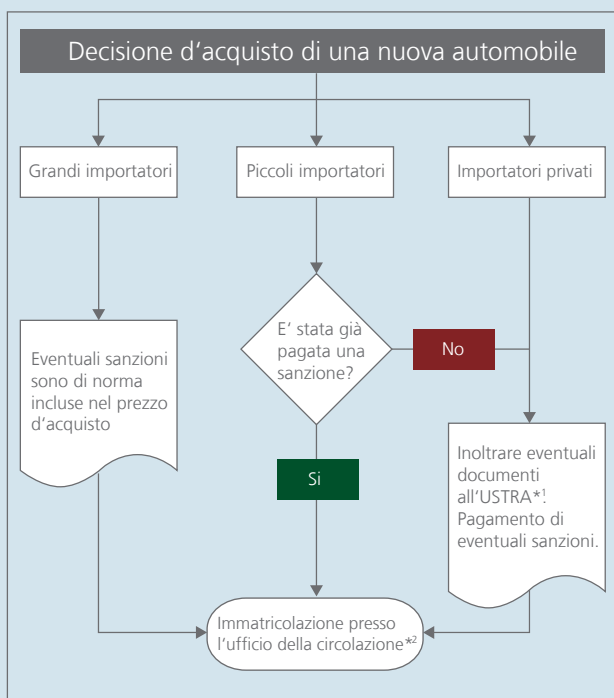 Decisione d‘acquisto di una nuova automobile
Grandi importatori
Piccoli importatori
Importatori privati
E‘ stata già
pagata una
sanzione?
No
Eventuali sanzioni
sono di norma
incluse nel prezzo
d‘acquisto
Si
Inoltrare eventuali
documenti
all’USTRA*¹.
Pagamento di
eventuali sanzioni.
Immatricolazione presso
l‘ufficio della circolazione*²